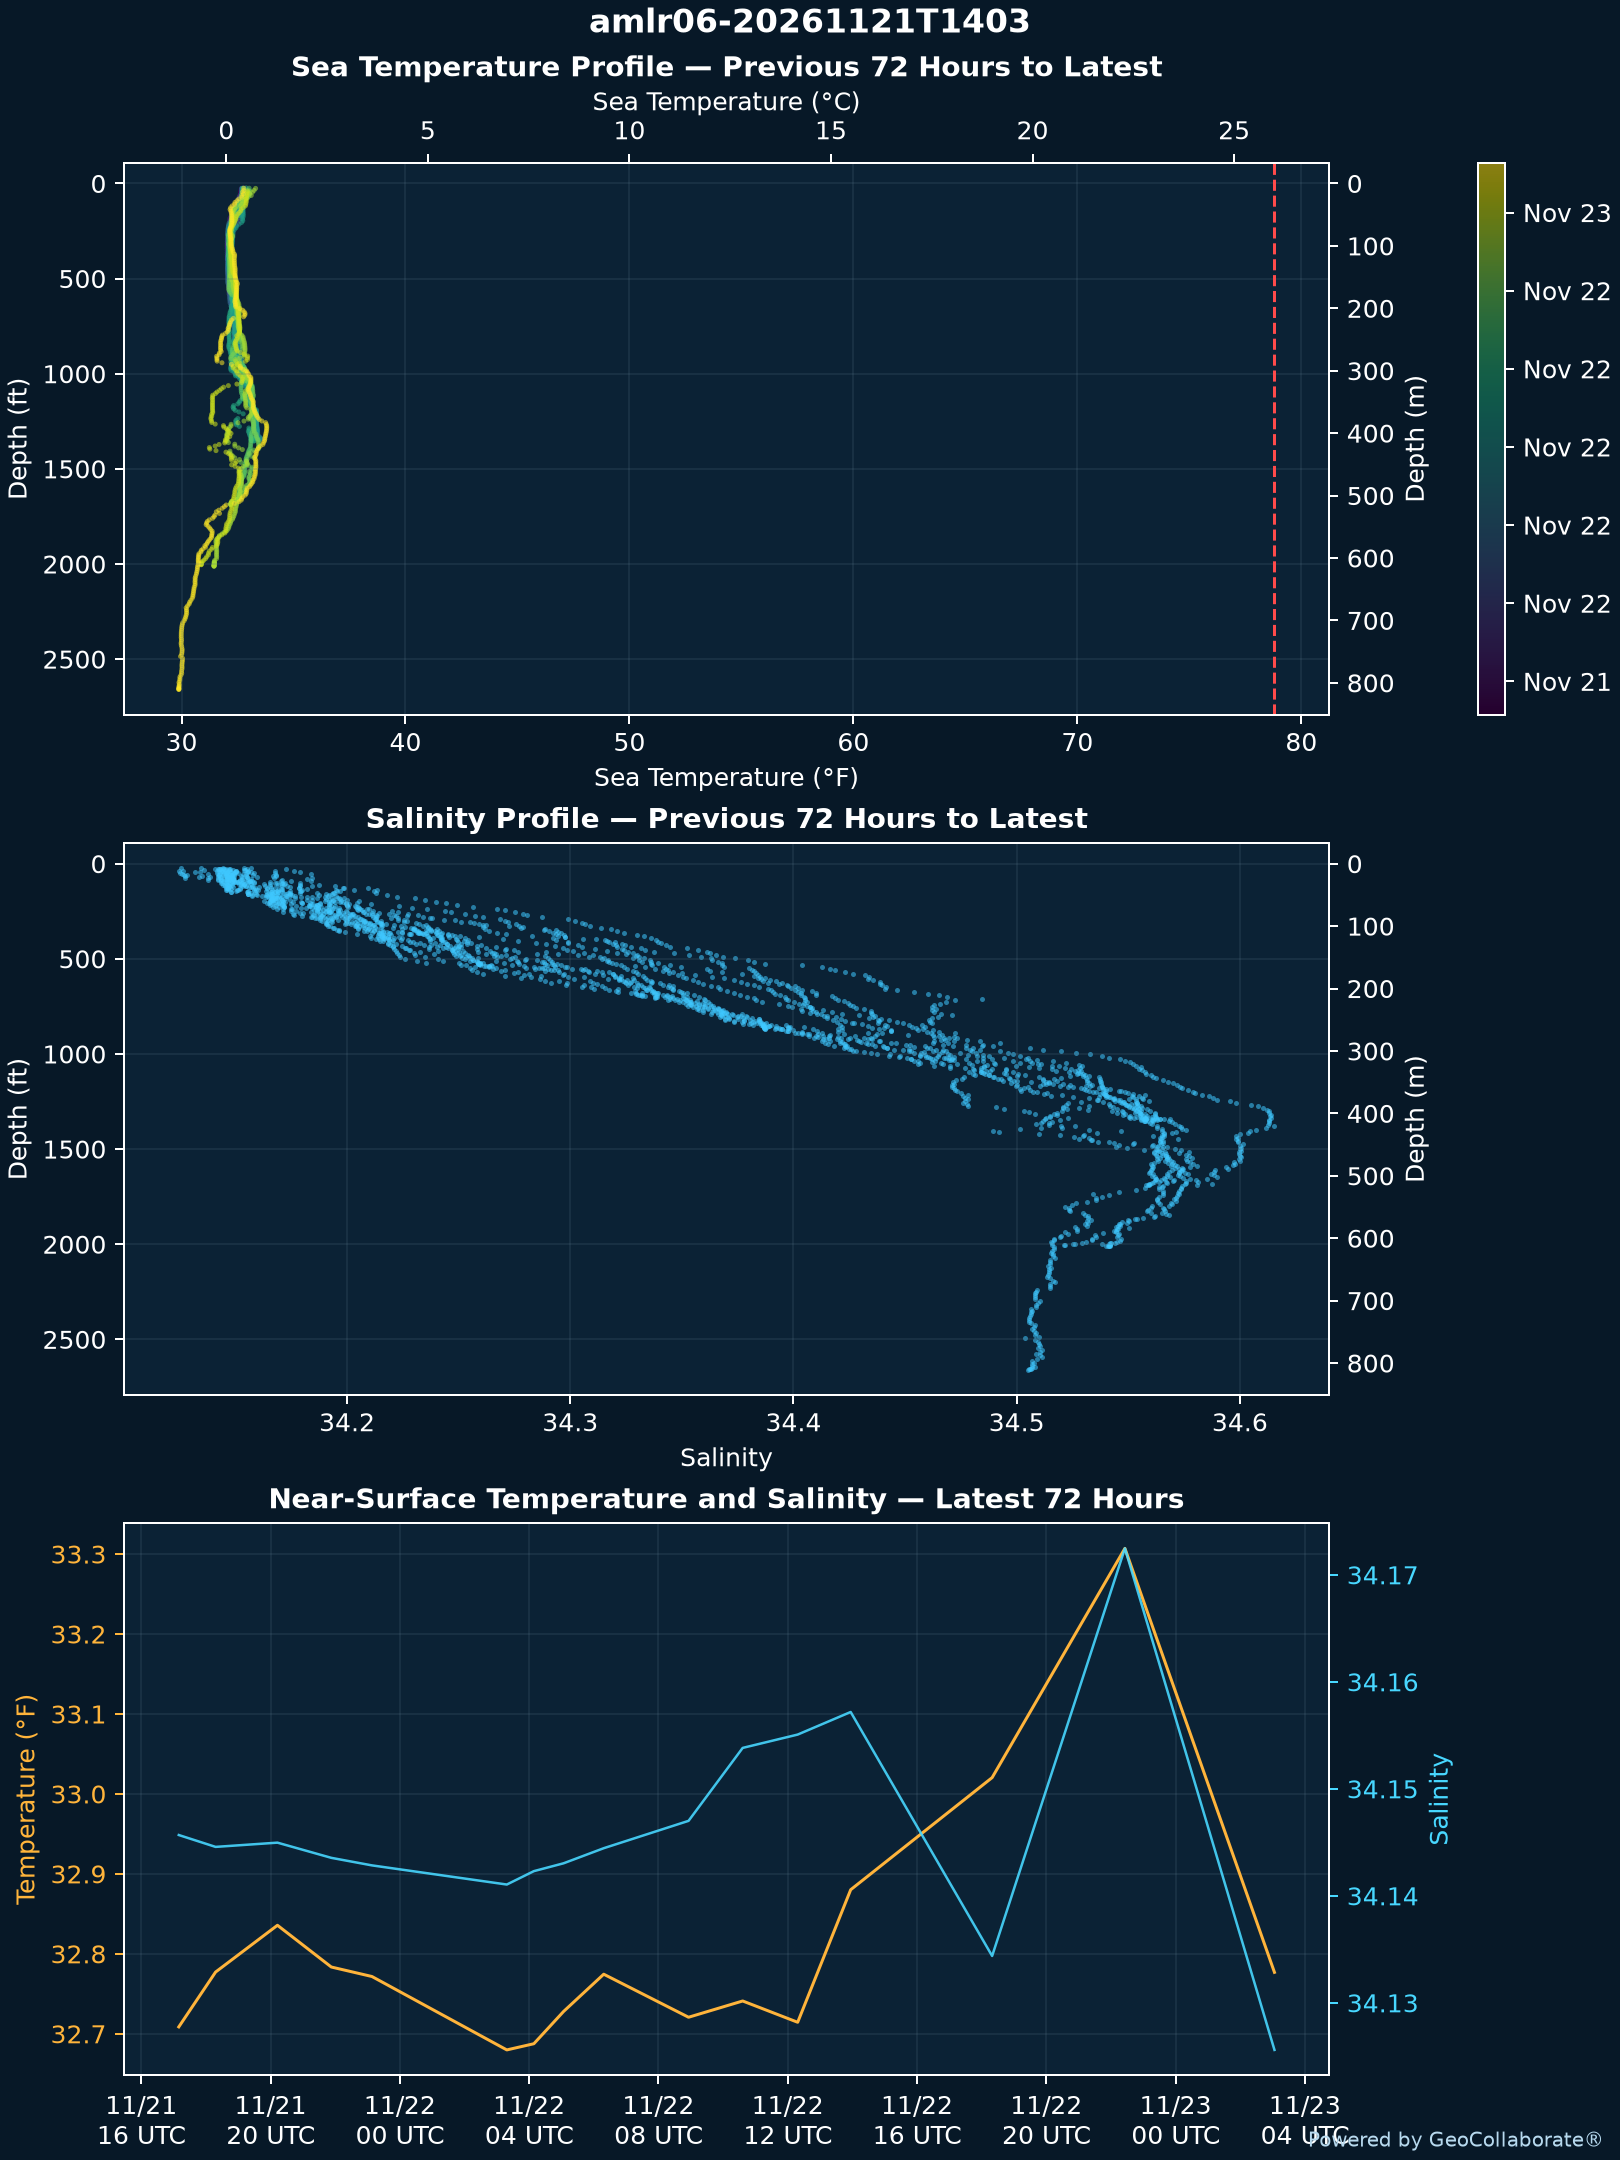 amlr06-20261121T1403
Sea Temperature Profile — Previous 72 Hours to Latest
Sea Temperature (°C)
0 5 10 15 20 25
0
500
1000
1500
2000
2500
Depth (ft)
0
100
200
300
400
500
600
700
800
Depth (m)
Nov 23
Nov 22
Nov 22
Nov 22
Nov 22
Nov 22
Nov 21
30 40 50 60 70 80
Sea Temperature (°F)
Salinity Profile — Previous 72 Hours to Latest
0
500
1000
1500
2000
2500
Depth (ft)
0
100
200
300
400
500
600
700
800
Depth (m)
34.2 34.3 34.4 34.5 34.6
Salinity
Near-Surface Temperature and Salinity — Latest 72 Hours
33.3
33.2
33.1
33.0
32.9
32.8
32.7
Temperature (°F)
34.17
34.16
34.15
34.14
34.13
Salinity
11/21 11/21 11/22 11/22 11/22 11/22 11/22 11/22 11/23 11/23
16 UTC 20 UTC 00 UTC 04 UTC 08 UTC 12 UTC 16 UTC 20 UTC 00 UTC 04 UTC
Powered by GeoCollaborate®